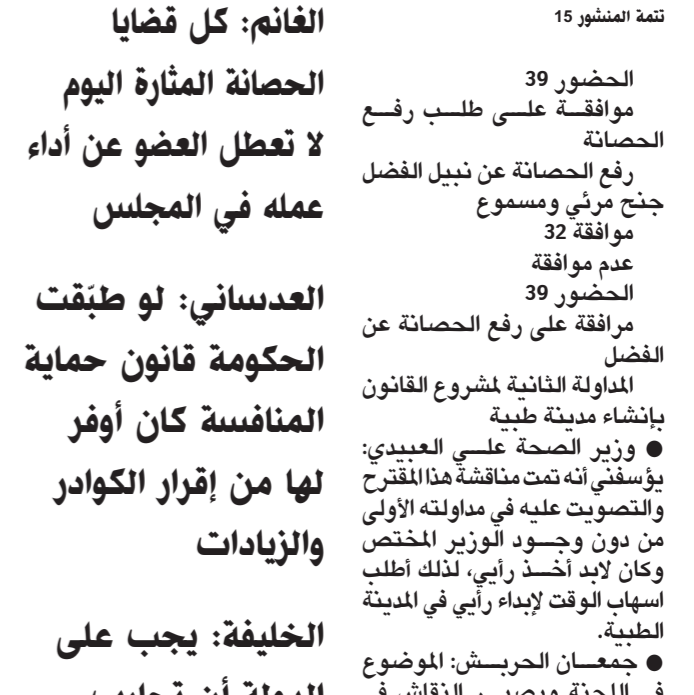 تتمة المنشور 15
الحضور 39
موافقة على طلب رفع
الحصانة
رفع الحصانة عن نبيل الفضل
جنح مرئي ومسموع
موافقة 32
عدم موافقة
الحضور 39
مرافقة على رفع الحصانة عن
الفضل
المداولة الثانية لمشروع القانون
بإنشاء مدينة طبية
● وزير الصحة علي العبيدي:
يؤسفني أنه تمت مناقشة هذا المقترح
والتصويت عليه في مداولته الأولى
من دون وجود الوزير المختص
وكان لابد أخذ رأيي، لذلك أطلب
اسهاب الوقت لإبداء رأيي في المدينة
الطبية.
● جمعان الحربش: الموضوع
الغانم: كل قضايا
الحصانة المثارة اليوم
لا تعطل العضو عن أداء
عمله في المجلس
العدساني: لو طبّقت
الحكومة قانون حماية
المنافسة كان أوفر
لها من إقرار الكوادر
والزيادات
الخليفة: يجب على